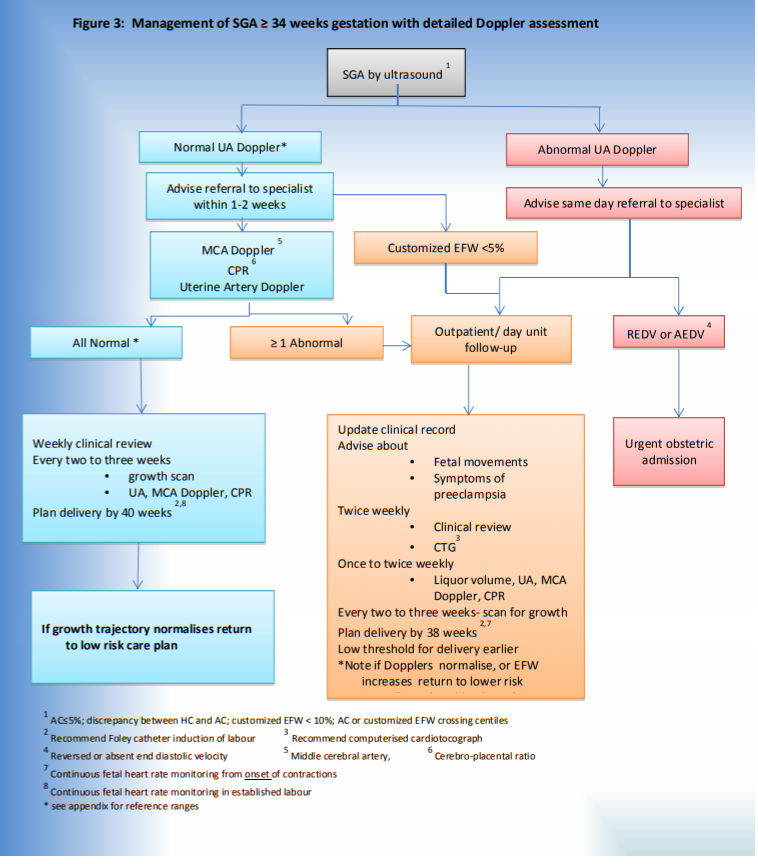 Figure 3:  Management of SGA ≥ 34 weeks gestation with detailed Doppler assessment
SGA by ultrasound 1
Normal UA Doppler*
Abnormal UA Doppler
Advise referral to specialist
within 1-2 weeks
Advise same day referral to specialist
MCA Doppler 5
CPR 6
Uterine Artery Doppler
Customized EFW <5%
All Normal *
≥ 1 Abnormal
Outpatient/ day unit
follow-up
REDV or AEDV 4
Weekly clinical review
Every two to three weeks
• growth scan
• UA, MCA Doppler, CPR
Plan delivery by 40 weeks 2,8
Update clinical record
Advise about
• Fetal movements
• Symptoms of
preeclampsia
Twice weekly
• Clinical review
• CTG 3
Once to twice weekly
• Liquor volume, UA, MCA
Doppler, CPR
Every two to three weeks- scan for growth
Plan delivery by 38 weeks 2,7
Low threshold for delivery earlier
*Note if Dopplers  normalise, or EFW
increases  return to lower risk
Urgent obstetric
admission
If growth trajectory normalises return
to low risk care plan
1 AC≤5%; discrepancy between HC and AC; customized EFW < 10%; AC or customized EFW crossing centiles
2 Recommend Foley catheter induction of labour 3 Recommend computerised cardiotocograph
4 Reversed or absent end diastolic velocity 5 Middle cerebral artery, 6 Cerebro-placental ratio
7 Continuous fetal heart rate monitoring from onset of contractions
8 Continuous fetal heart rate monitoring in established labour
* see appendix for reference ranges